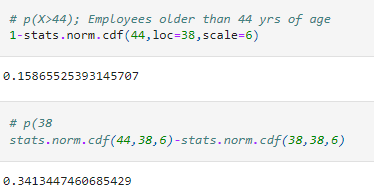 # p(X>44); Employees older than 44 yrs of age
1-stats.norm.cdf(44,loc=38,scale=6)
0.15865525393145707
# p(38
stats.norm.cdf(44,38,6)-stats.norm.cdf(38,38,6)
0.3413447460685429